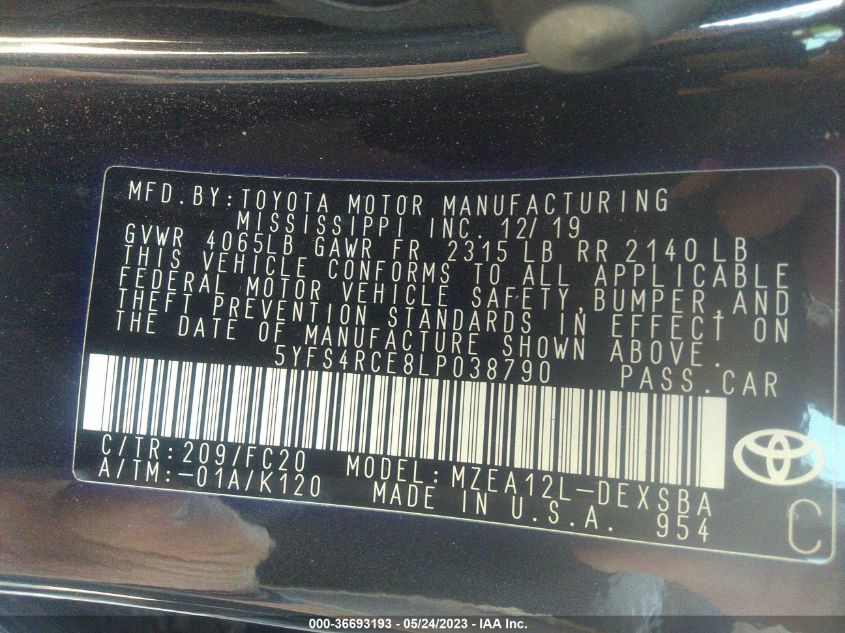 MFD.BY:TOYOTA MOTOR MANUFACTURING
MISSISSIPPI INC. 12/19
GVWR 4065LB GAWR FR 2315 LB RR 2140 LB
THIS VEHICLE CONFORMS TO ALL APPLICABLE
FEDERAL MOTOR VEHICLE SAFETY,BUMPER,AND
THEFT PREVENTION STANDARDS IN EFFECT ON
THE DATE OF MANUFACTURE SHOWN ABOVE.
5YFS4RCE8LP038790 PASS.CAR
C/TR:209/FC20 MODEL:MZEA12L-DEXSBA
A/TM:-01A/K120 MADE IN U.S.A. 954
C
000-36693193 - 05/24/2023 - IAA Inc.